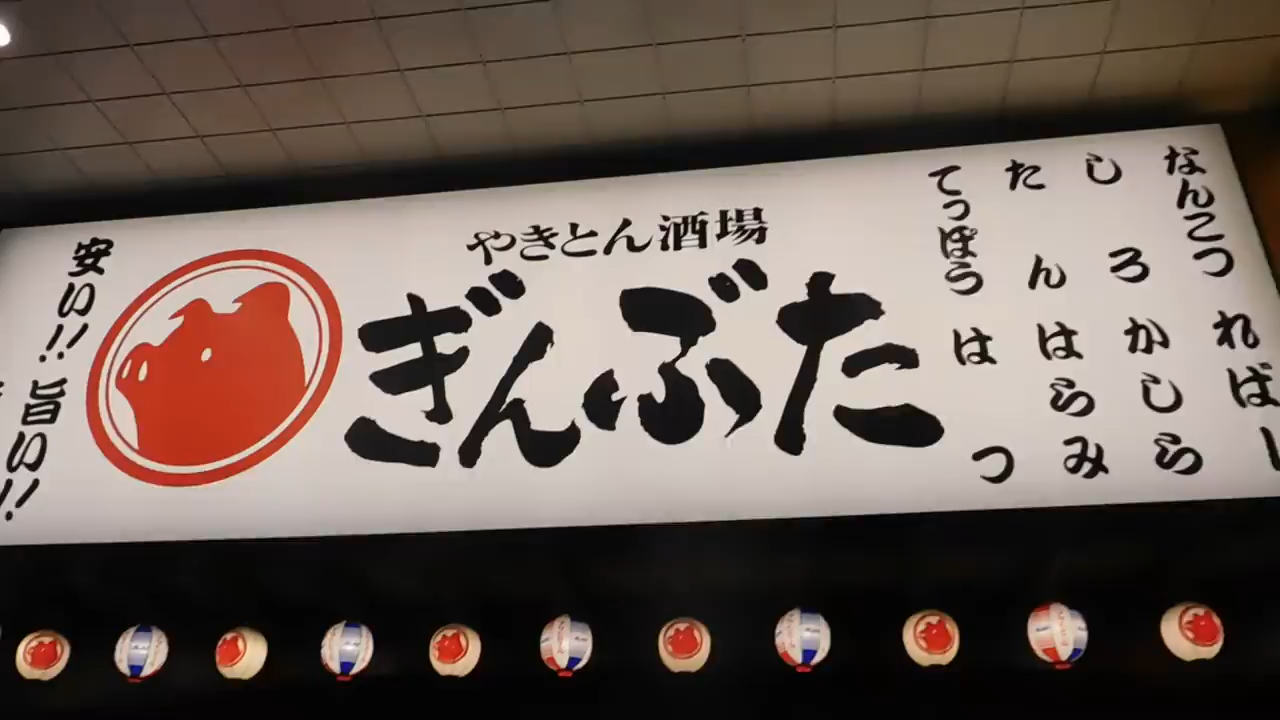 やきとん酒場
ぎんぶた
安い!!
旨い!!
なんこつ
れば
しろ
かしら
たん
はらみ
てっぽう
はつ